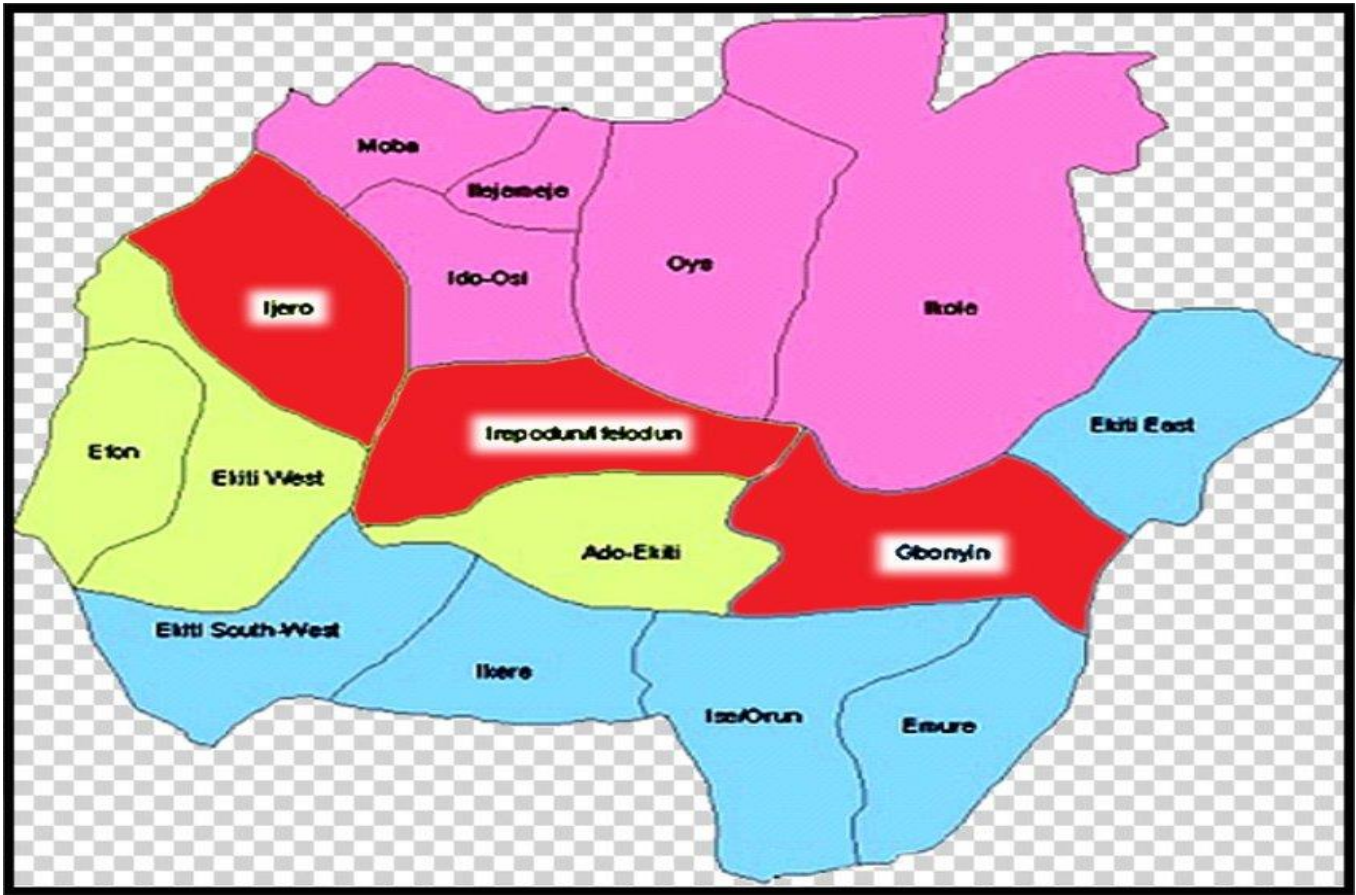 Moba
Ilejemeje
Ido-Osi
Oye
Ikole
Ijero
Ekiti East
Irepodun/Ifelodun
Efon
Ekiti West
Ado-Ekiti
Gbonyin
Ekiti South-West
Ikere
Ise/Orun
Emure